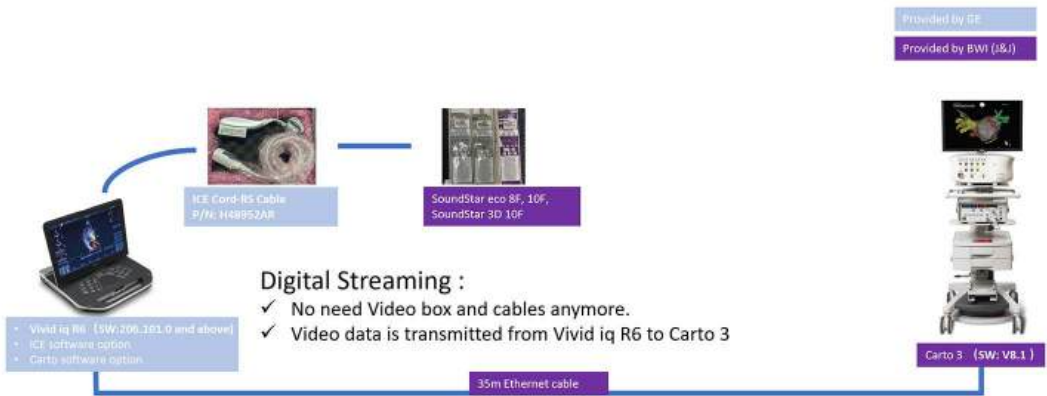 Provided by GE
Provided by BWI (J&J)
ICE Cord-RS Cable
P/N: H48952AR
SoundStar eco 8F, 10F,
SoundStar 3D 10F
Digital Streaming :
✓ No need Video box and cables anymore.
✓ Video data is transmitted from Vivid iq R6 to Carto 3
• Vivid iq R6 (SW:206.101.0 and above)
• ICE software option
• Carto software option
Carto 3 (SW: V8.1 )
35m Ethernet cable